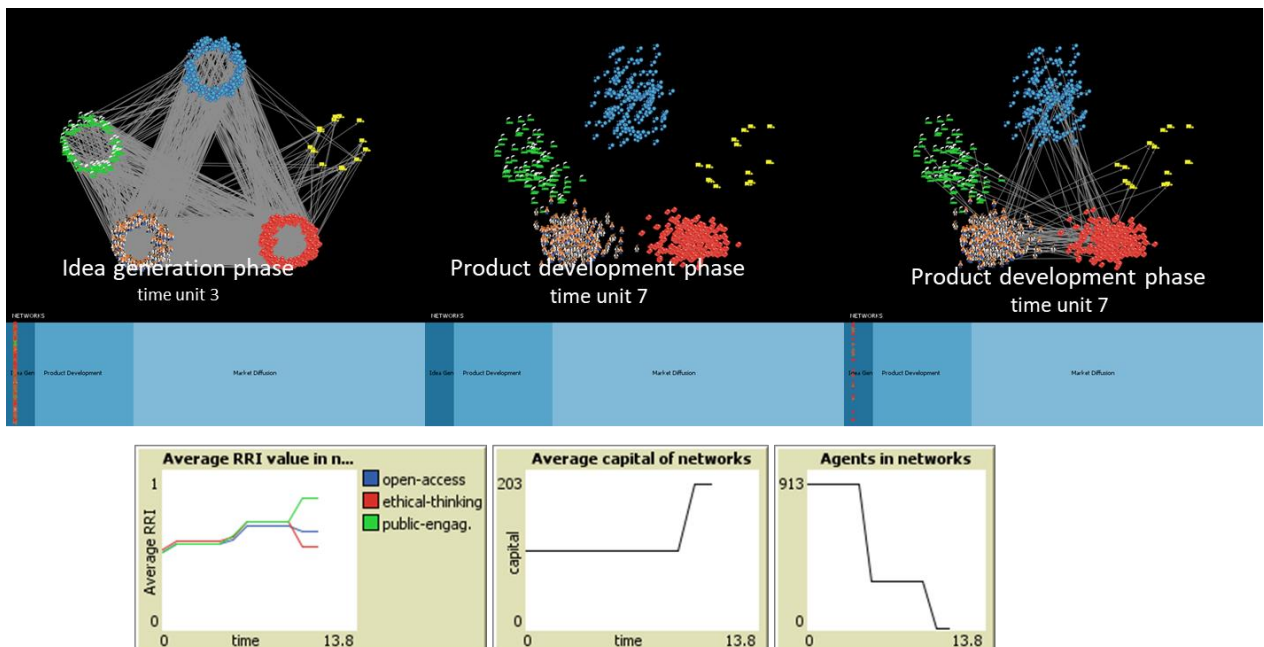 Idea generation phase
time unit 3
Product development phase
time unit 7
Product development phase
time unit 7
NETWORKS
NETWORKS
NETWORKS
Product Development
Market Diffusion
Idea Gen
Product Development
Market Diffusion
Idea Gen
Product Development
Market Diffusion
Average RRI value in n...
1
Average RRI
0
0
time
13.8
open-access
ethical-thinking
public-engag.
Average capital of networks
203
capital
0
0
time
13.8
Agents in networks
913
0
0
13.8